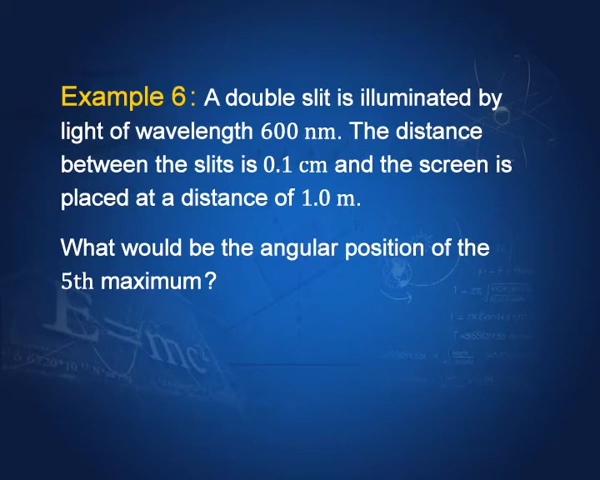 Example 6: A double slit is illuminated by
light of wavelength 600 nm. The distance
between the slits is 0.1 cm and the screen is
placed at a distance of 1.0 m.
What would be the angular position of the
5th maximum?
E=mc²